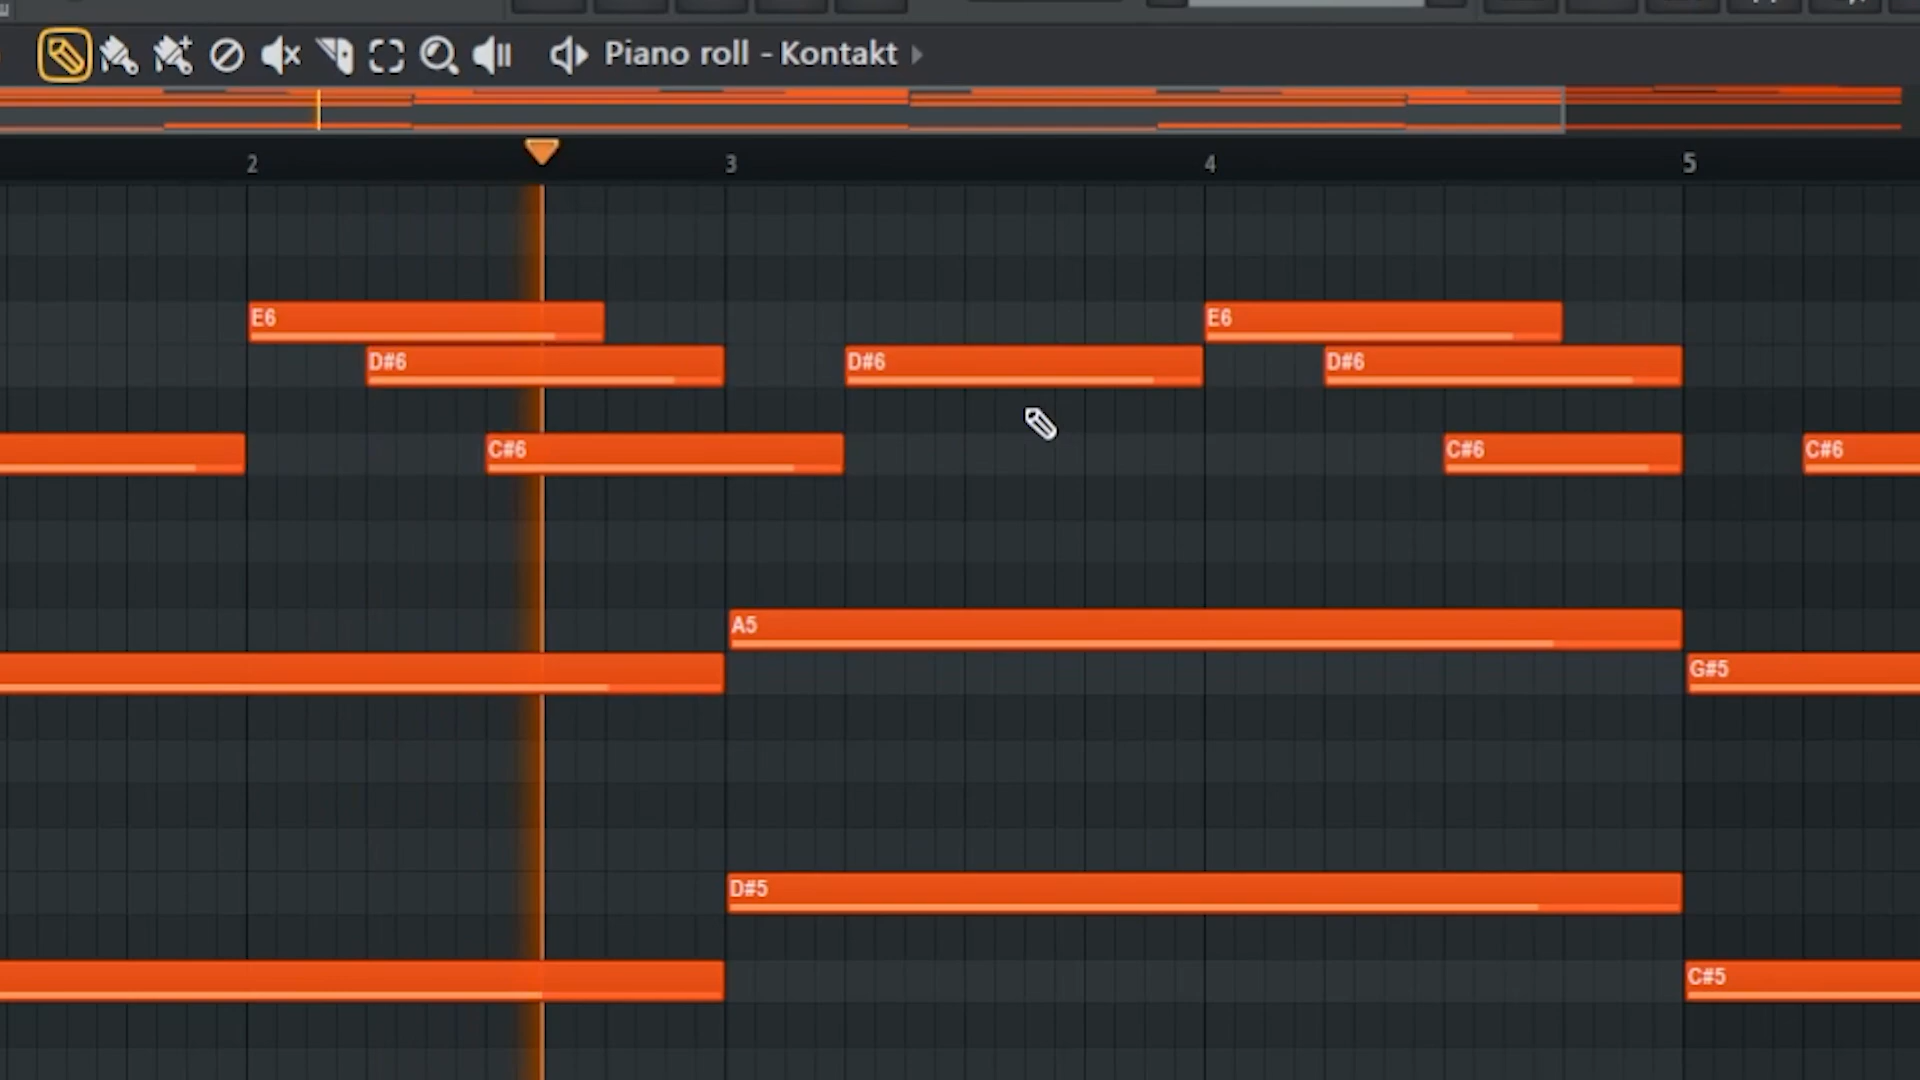 Piano roll - Kontakt
2 3 4 5
E6 E6
D#6 D#6 D#6
C#6 C#6 C#6
A5
G#5
D#5
C#5